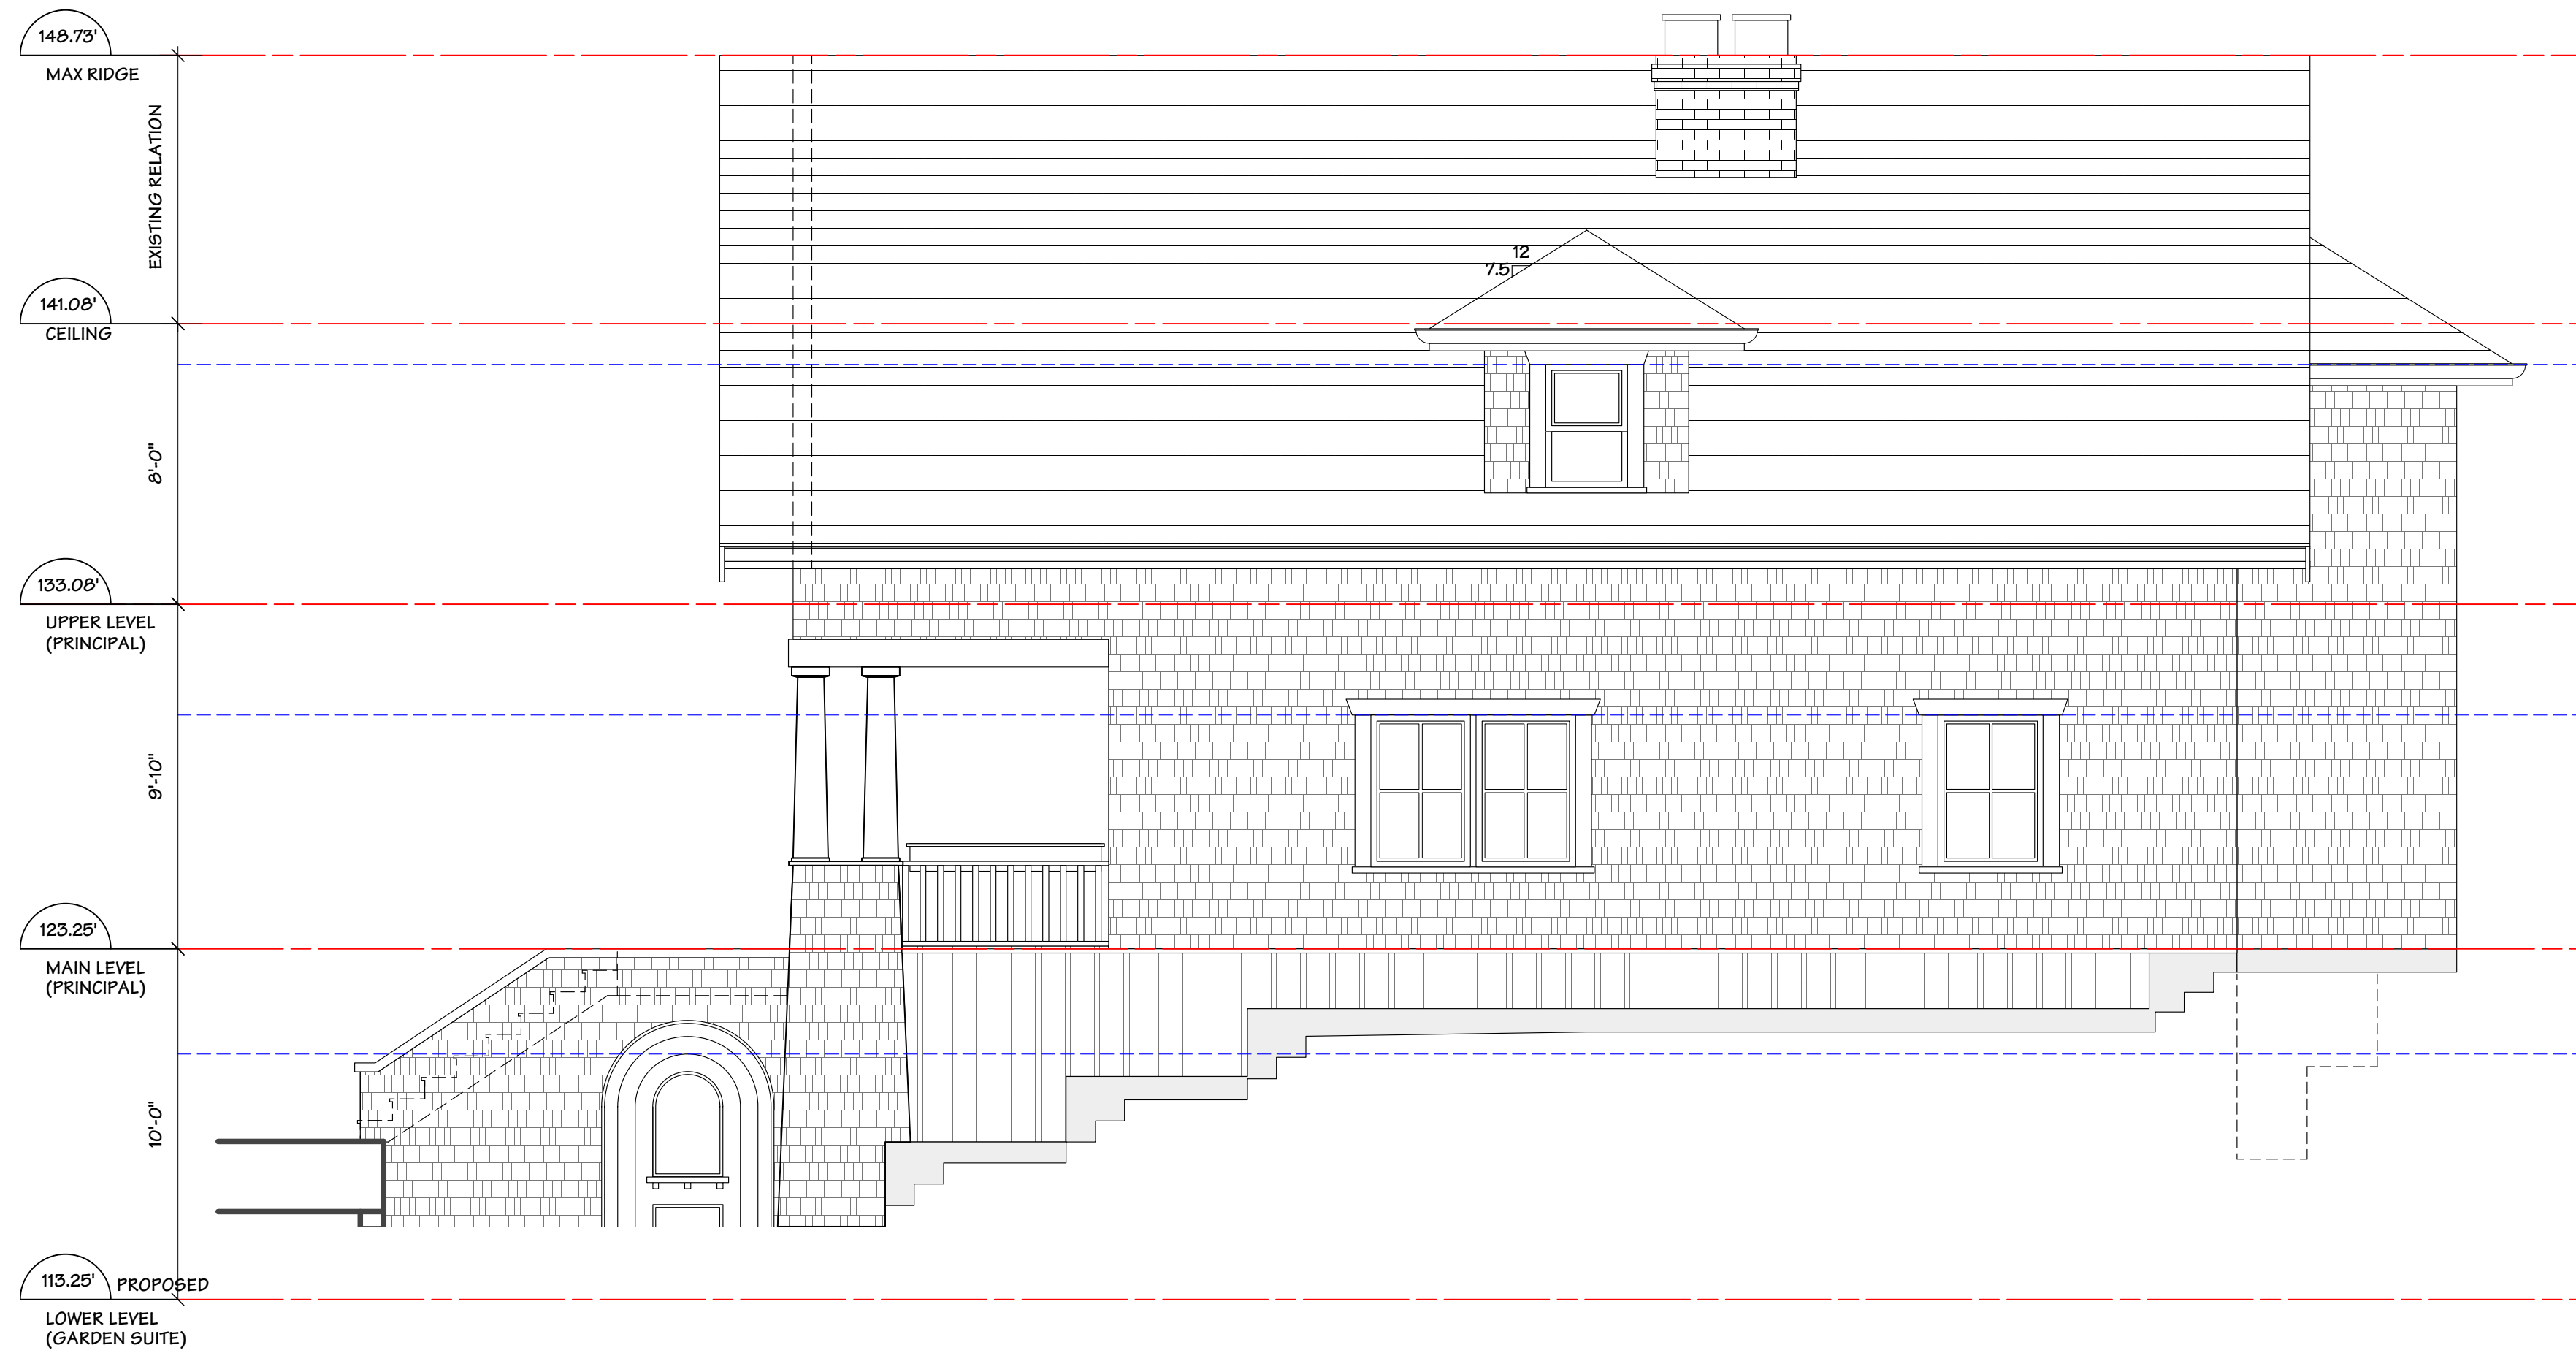 148.73'
MAX RIDGE
EXISTING RELATION
12
7.5
141.08'
CEILING
8'-0"
133.08'
UPPER LEVEL
(PRINCIPAL)
9'-10"
123.25'
MAIN LEVEL
(PRINCIPAL)
10'-0"
113.25' PROPOSED
LOWER LEVEL
(GARDEN SUITE)